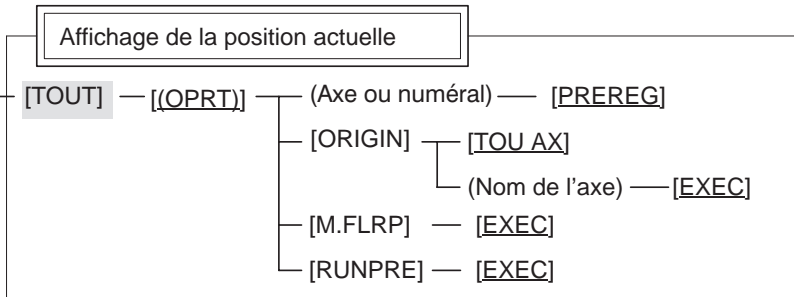 Affichage de la position actuelle
[TOUT] [(OPRT)] (Axe ou numéral) [PREREG]
[ORIGIN] [TOU AX]
(Nom de l'axe) [EXEC]
[M.FLRP] [EXEC]
[RUNPRE] [EXEC]